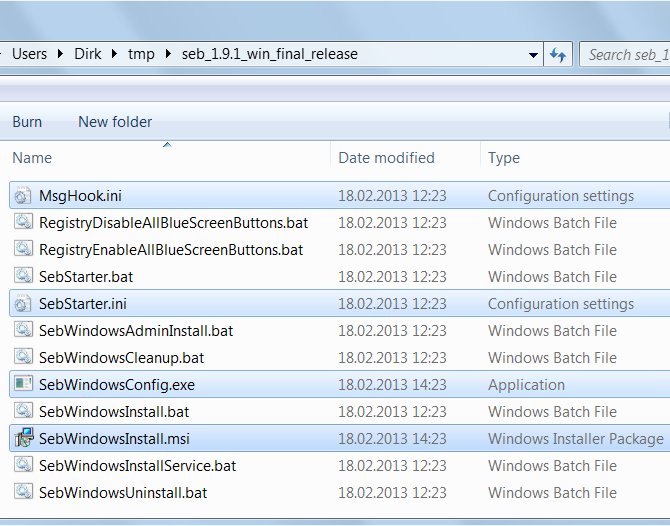 Users Dirk tmp seb_1.9.1_win_final_release Search seb_1
Burn New folder
Name Date modified Type
MsgHook.ini 18.02.2013 12:23 Configuration settings
RegistryDisableAllBlueScreenButtons.bat 18.02.2013 12:23 Windows Batch File
RegistryEnableAllBlueScreenButtons.bat 18.02.2013 12:23 Windows Batch File
SebStarter.bat 18.02.2013 12:23 Windows Batch File
SebStarter.ini 18.02.2013 12:23 Configuration settings
SebWindowsAdminInstall.bat 18.02.2013 12:23 Windows Batch File
SebWindowsCleanup.bat 18.02.2013 12:23 Windows Batch File
SebWindowsConfig.exe 18.02.2013 14:23 Application
SebWindowsInstall.bat 18.02.2013 12:23 Windows Batch File
SebWindowsInstall.msi 18.02.2013 14:23 Windows Installer Package
SebWindowsInstallService.bat 18.02.2013 12:23 Windows Batch File
SebWindowsUninstall.bat 18.02.2013 12:23 Windows Batch File